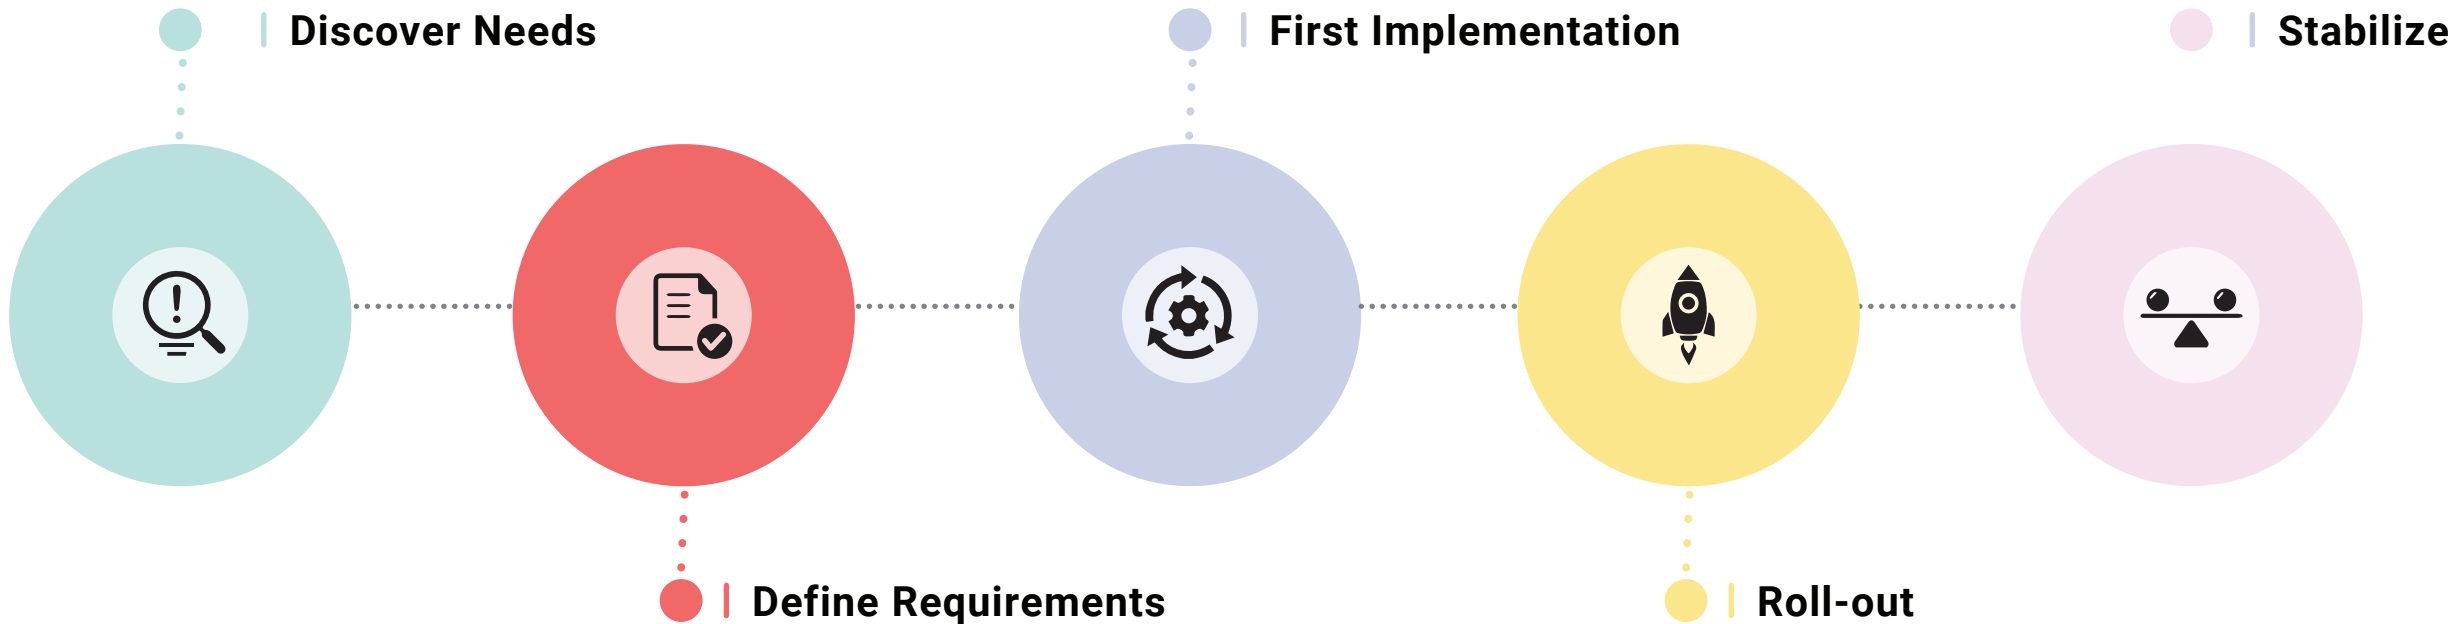 Discover Needs
First Implementation
Stabilize
Define Requirements
Roll-out